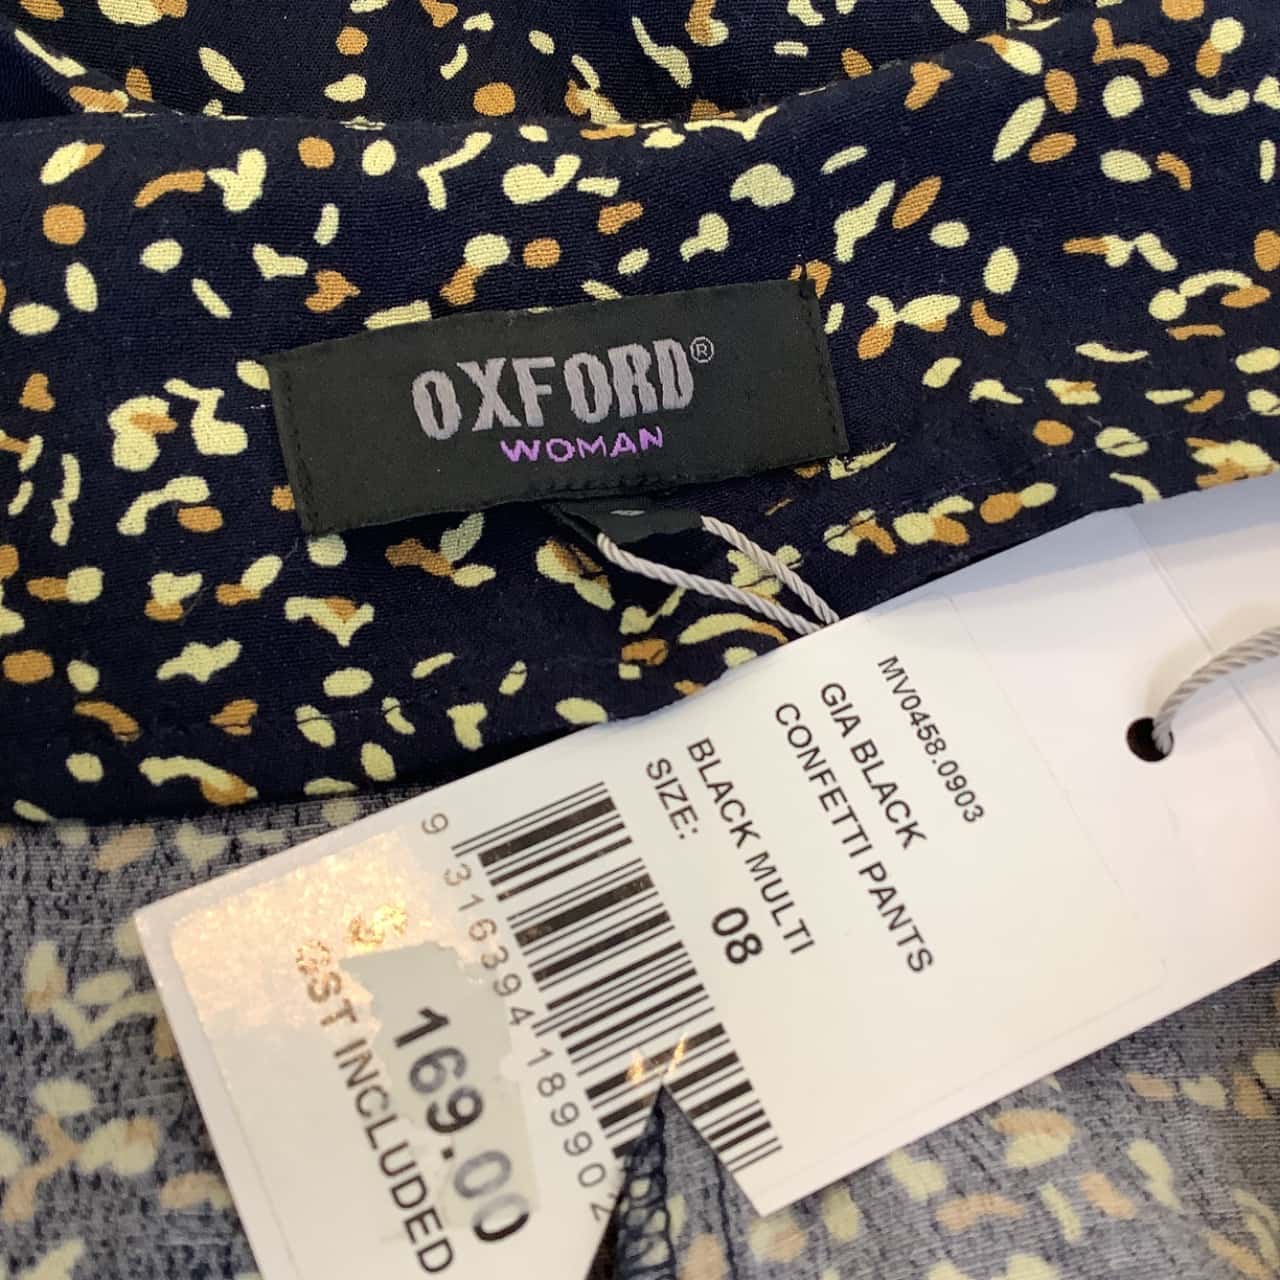 OXFORD®
WOMAN
MV0458.0903
GIA BLACK
CONFETTI PANTS
BLACK MULTI
SIZE: 08
9 316394 189902
169.00
GST INCLUDED